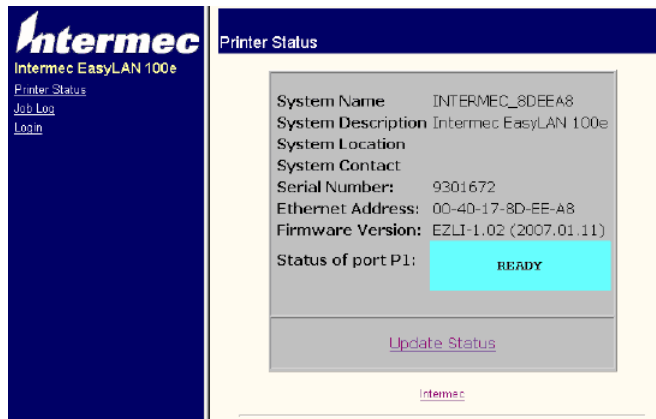 Intermec
Intermec EasyLAN 100e
Printer Status
Job Log
Login
Printer Status
System Name INTERMEC_8DEEA8
System Description Intermec EasyLAN 100e
System Location
System Contact
Serial Number: 9301672
Ethernet Address: 00-40-17-8D-EE-A8
Firmware Version: EZLI-1.02 (2007.01.11)
Status of port P1: READY
Update Status
Intermec